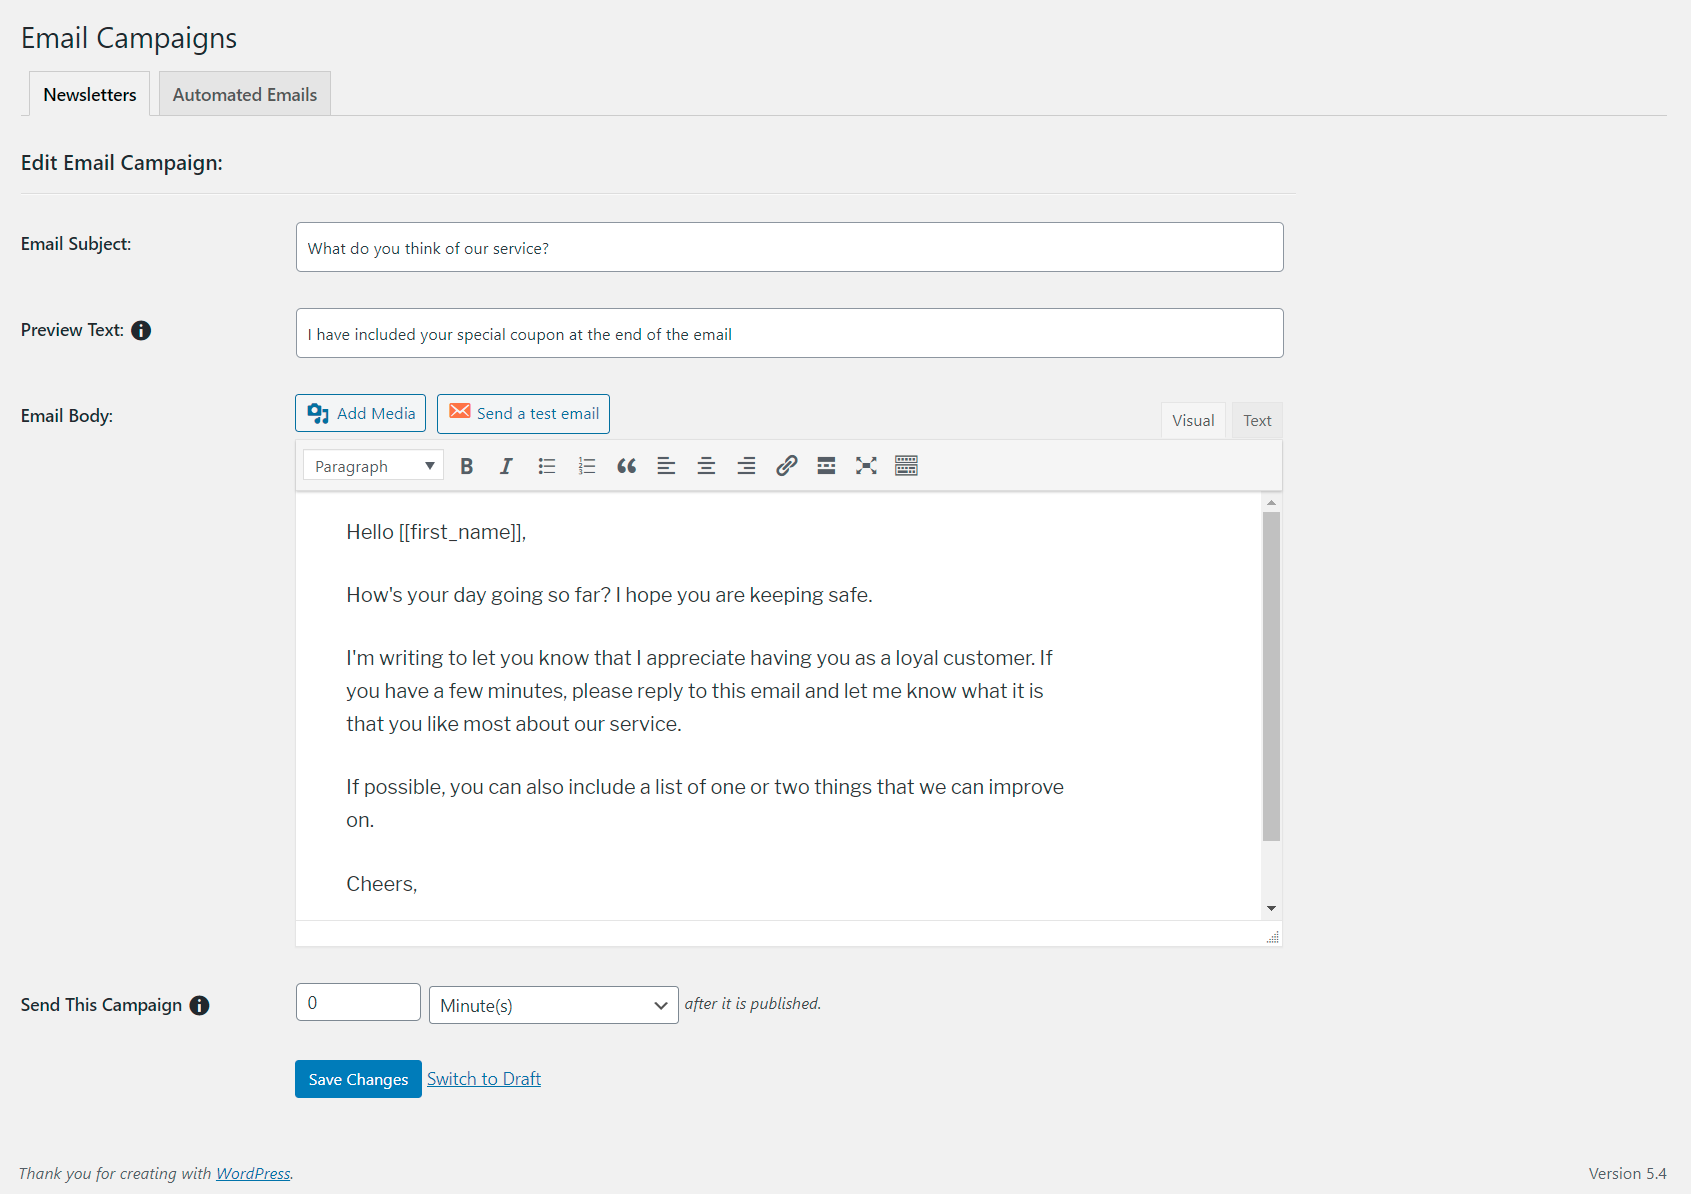 Email Campaigns
Newsletters Automated Emails
Edit Email Campaign:
Email Subject: What do you think of our service?
Preview Text: I have included your special coupon at the end of the email
Email Body: Add Media Send a test email Visual Text
Paragraph
Hello [[first_name]],
How's your day going so far? I hope you are keeping safe.
I'm writing to let you know that I appreciate having you as a loyal customer. If
you have a few minutes, please reply to this email and let me know what it is
that you like most about our service.
If possible, you can also include a list of one or two things that we can improve
on.
Cheers,
Send This Campaign 0 Minute(s) after it is published.
Save Changes Switch to Draft
Thank you for creating with WordPress. Version 5.4